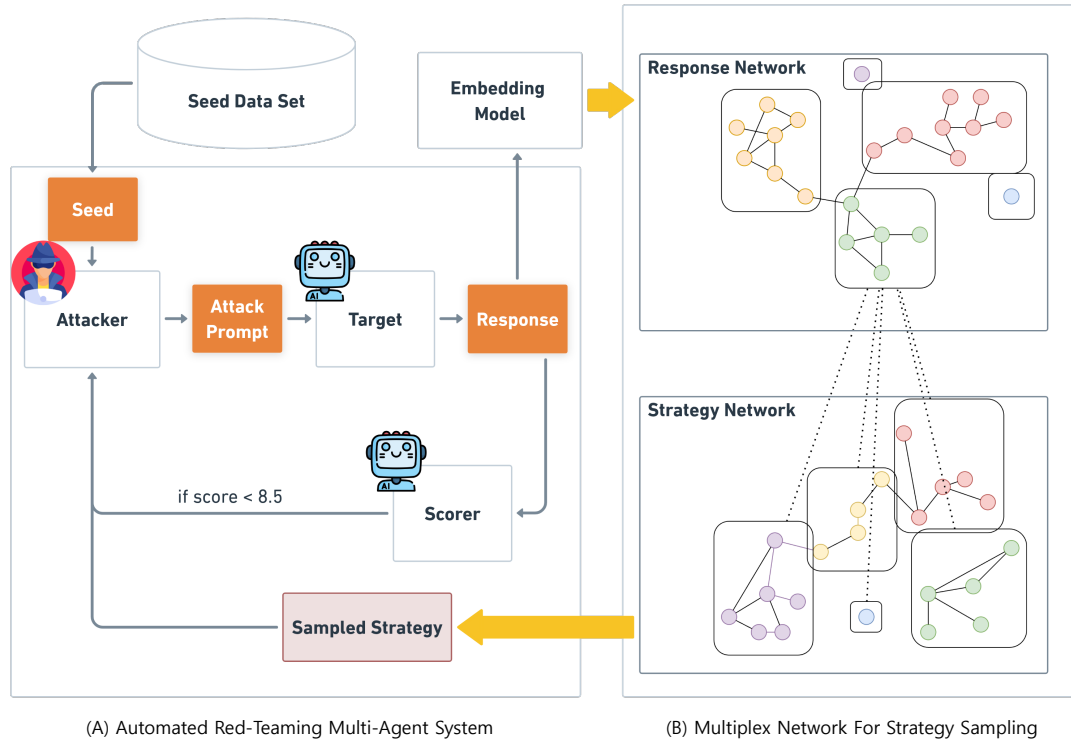 Seed Data Set
Embedding
Model
Response Network
Seed
Attacker
Attack
Prompt
AI
Target
Response
Strategy Network
if score < 8.5
AI
Scorer
Sampled Strategy
(A) Automated Red-Teaming Multi-Agent System
(B) Multiplex Network For Strategy Sampling